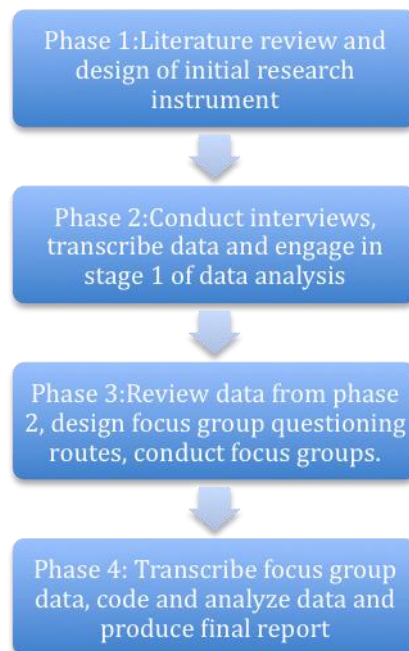 Phase 1:Literature review and
design of initial research
instrument
Phase 2:Conduct interviews,
transcribe data and engage in
stage 1 of data analysis
Phase 3:Review data from phase
2, design focus group questioning
routes, conduct focus groups.
Phase 4: Transcribe focus group
data, code and analyze data and
produce final report